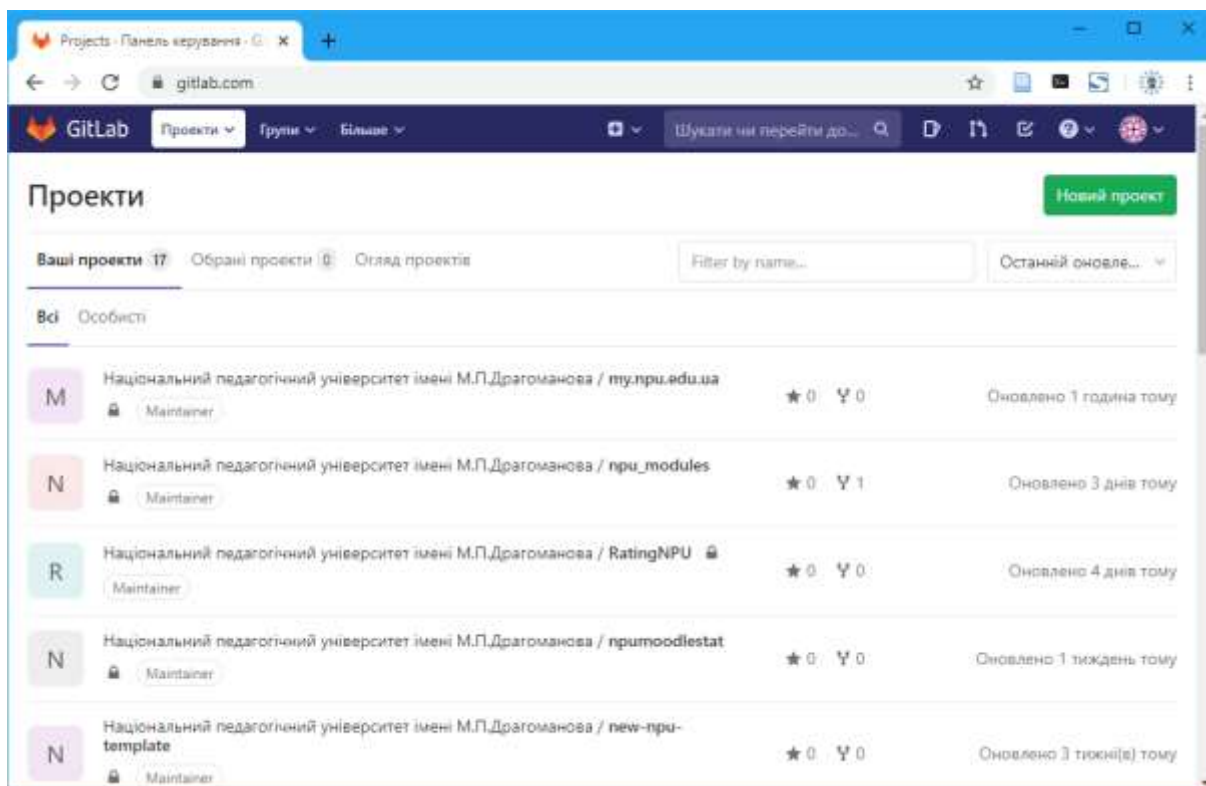 Projects · Панель керування · G
gitlab.com
GitLab Проекти Групи Більше Шукати чи перейти до...
Проекти Новий проект
Ваші проекти 17 Обрані проекти 0 Огляд проектів Filter by name... Останній оновле...
Всі Особисті
M Національний педагогічний університет імені М.П.Драгоманова / my.npu.edu.ua
Maintainer 0 0 Оновлено 1 година тому
N Національний педагогічний університет імені М.П.Драгоманова / npu_modules
Maintainer 0 1 Оновлено 3 днів тому
R Національний педагогічний університет імені М.П.Драгоманова / RatingNPU
Maintainer 0 0 Оновлено 4 днів тому
N Національний педагогічний університет імені М.П.Драгоманова / npumoodlestat
Maintainer 0 0 Оновлено 1 тиждень тому
N Національний педагогічний університет імені М.П.Драгоманова / new-npu-
template 0 0 Оновлено 3 тижні(в) тому
Maintainer